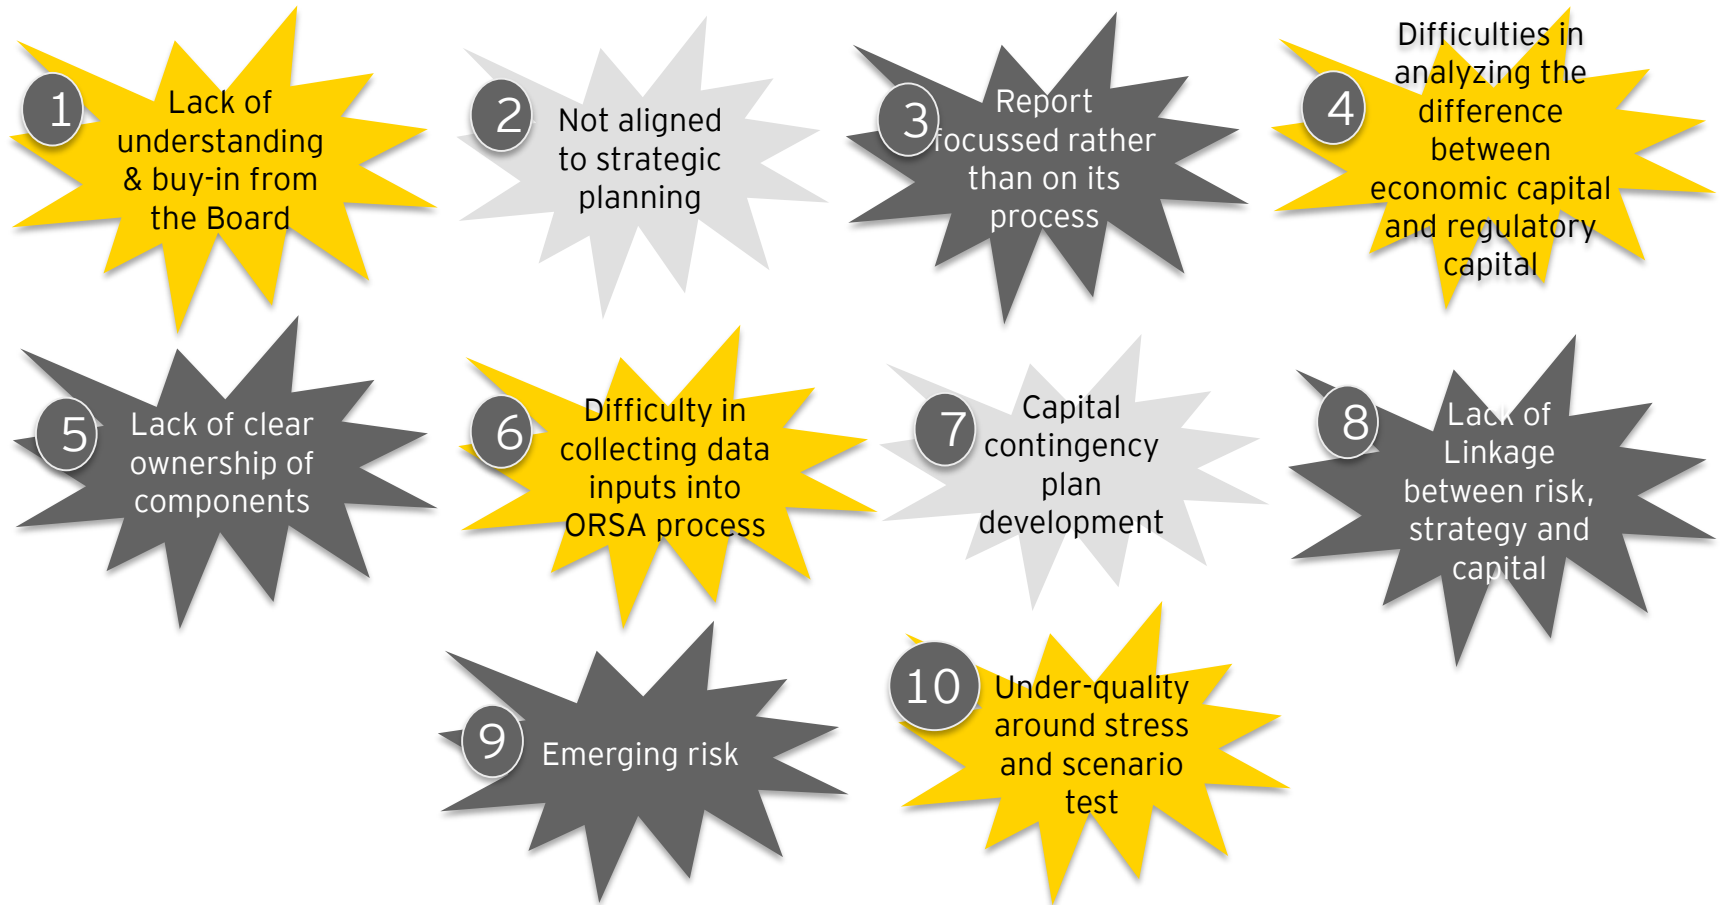 1
Lack of
understanding
& buy-in from
the Board
2
Not aligned
to strategic
planning
3
Report
focussed rather
than on its
process
4
Difficulties in
analyzing the
difference
between
economic capital
and regulatory
capital
5
Lack of clear
ownership of
components
6
Difficulty in
collecting data
inputs into
ORSA process
7
Capital
contingency
plan
development
8
Lack of
Linkage
between risk,
strategy and
capital
9
Emerging risk
10
Under-quality
around stress
and scenario
test